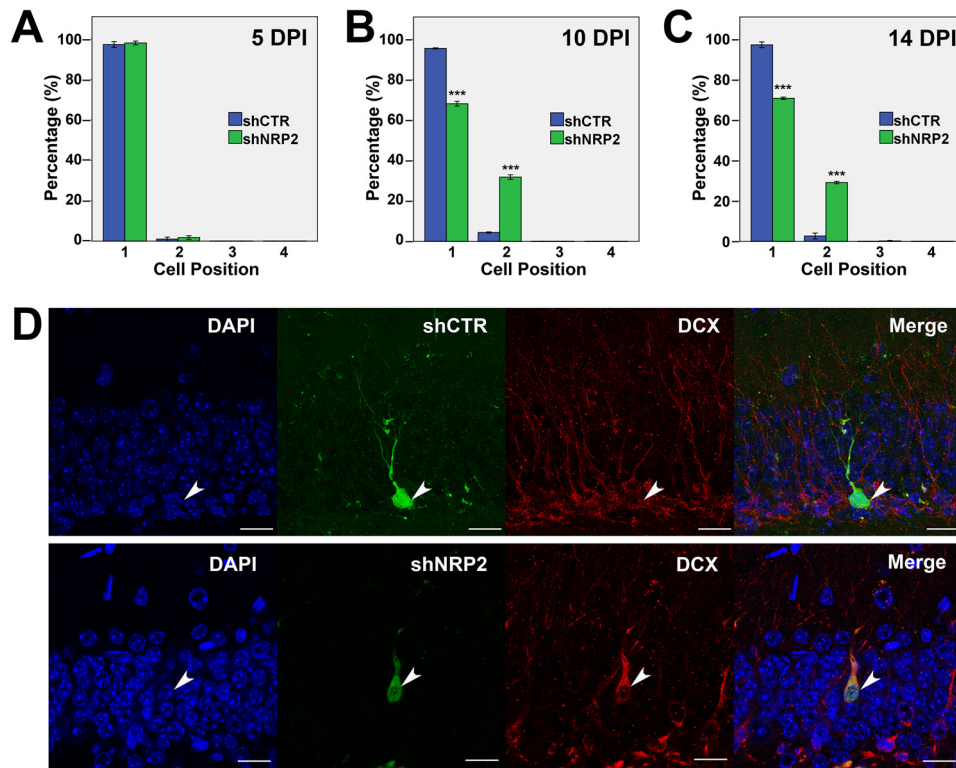 A
5 DPI
Percentage (%)
100
80
60
40
20
0
shCTR
shNRP2
1 2 3 4
Cell Position
B
10 DPI
Percentage (%)
100
80
60
40
20
0
***
***
shCTR
shNRP2
1 2 3 4
Cell Position
C
14 DPI
Percentage (%)
100
80
60
40
20
0
***
***
shCTR
shNRP2
1 2 3 4
Cell Position
D
DAPI shCTR DCX Merge
DAPI shNRP2 DCX Merge